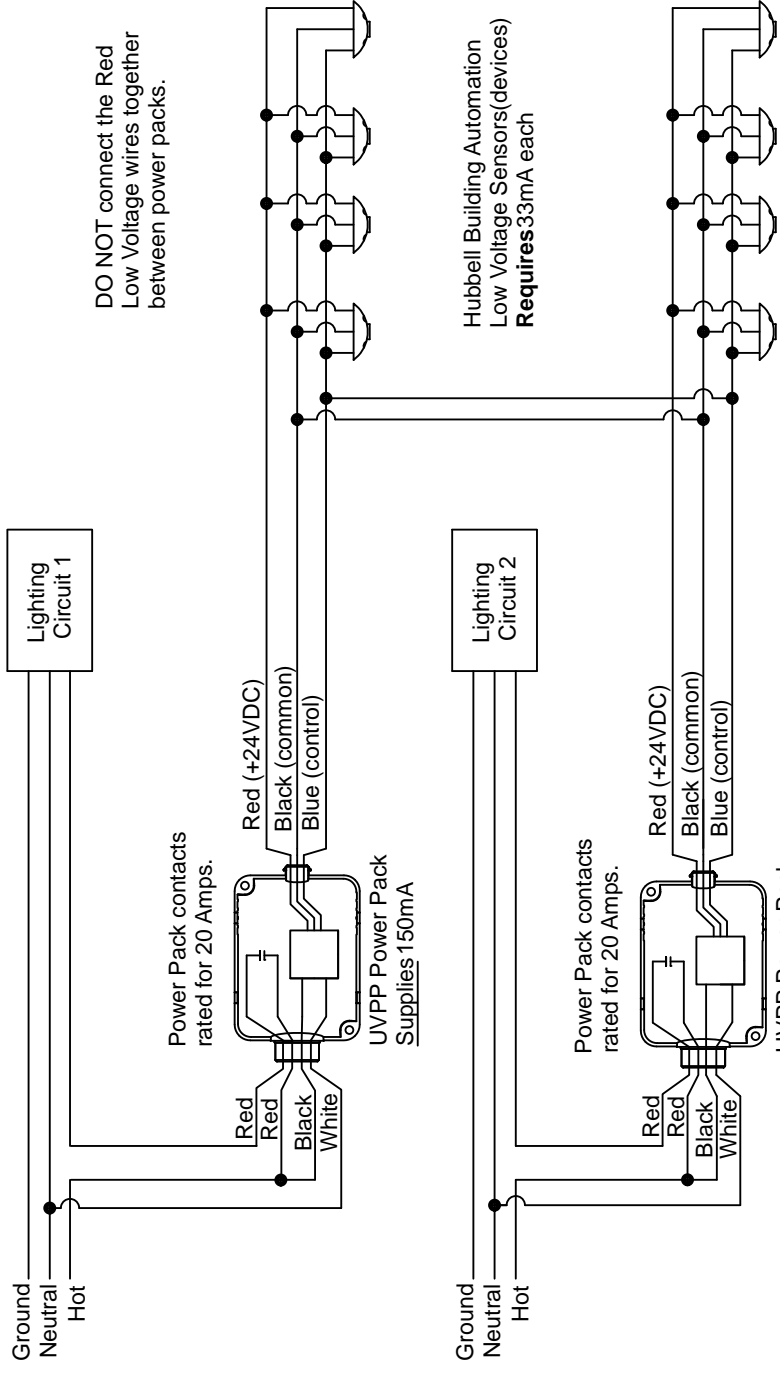 Ground
Neutral
Hot
Lighting
Circuit 1
DO NOT connect the Red
Low Voltage wires together
between power packs.
Power Pack contacts
rated for 20 Amps.
Red
Red
Black
White
Red (+24VDC)
Black (common)
Blue (control)
UVPP Power Pack
Supplies150mA
Hubbell Building Automation
Low Voltage Sensors(devices)
Requires33mA each
Ground
Neutral
Hot
Lighting
Circuit 2
Power Pack contacts
rated for 20 Amps.
Red
Red
Black
White
Red (+24VDC)
Black (common)
Blue (control)